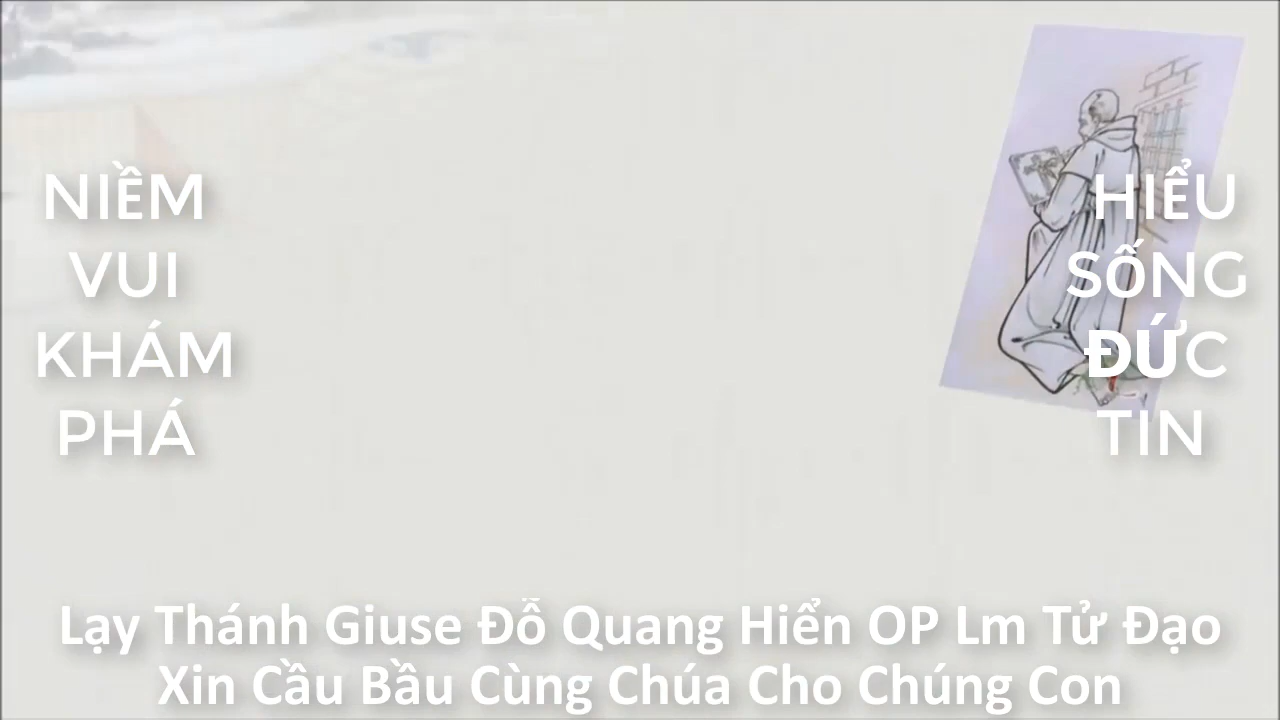 NIỀM
VUI
KHÁM
PHÁ
HIỂU
SỐNG
ĐỨC
TIN
Lạy Thánh Giuse Đỗ Quang Hiển OP Lm Tử Đạo
Xin Cầu Bầu Cùng Chúa Cho Chúng Con